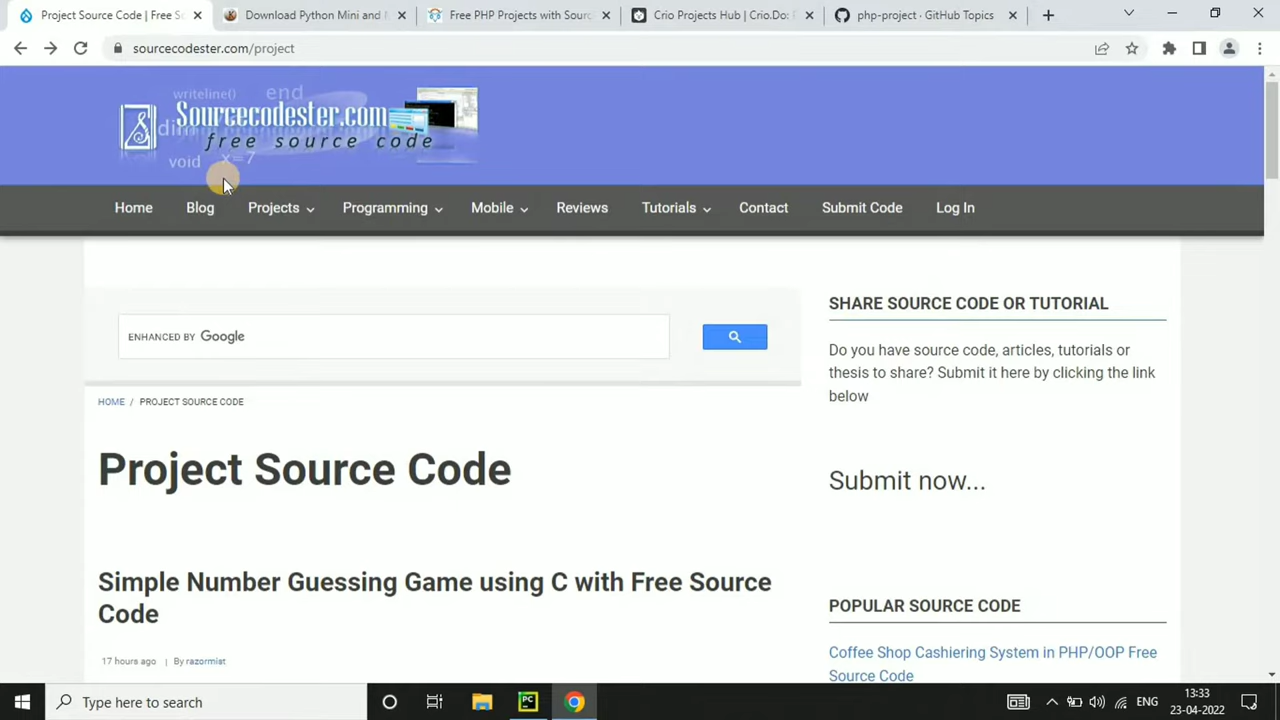 Project Source Code | Free S
Download Python Mini and
Free PHP Projects with Sourc
Crio Projects Hub | Crio.Do:
php-project · GitHub Topics
sourcecodester.com/project
writeline() end
Sourcecodester.com
dim
free source code
void x=7
Home Blog Projects Programming Mobile Reviews Tutorials Contact Submit Code Log In
ENHANCED BY Google
SHARE SOURCE CODE OR TUTORIAL
Do you have source code, articles, tutorials or
thesis to share? Submit it here by clicking the link
below
Submit now...
HOME / PROJECT SOURCE CODE
Project Source Code
Simple Number Guessing Game using C with Free Source
Code
17 hours ago | By razormist
POPULAR SOURCE CODE
Coffee Shop Cashiering System in PHP/OOP Free
Source Code
Type here to search
PC
ENG
13:33
23-04-2022